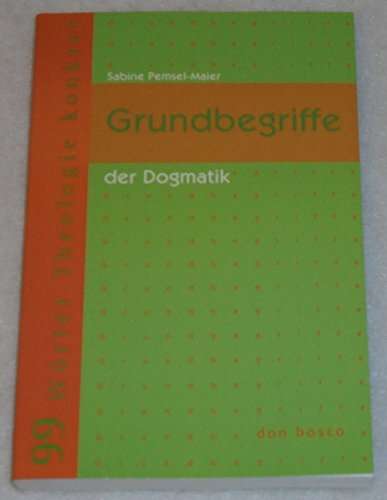 Sabine Pemsel-Maier
Grundbegriffe
der Dogmatik
don bosco
99 Wörter Theologie konkret